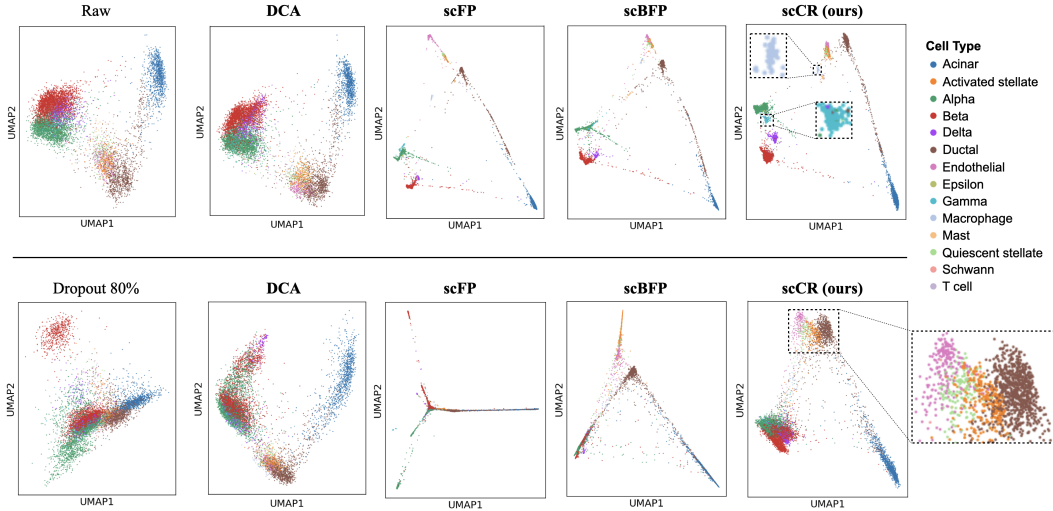 Raw
DCA
scFP
scBFP
scCR (ours)
UMAP2
UMAP1
UMAP2
UMAP1
UMAP2
UMAP1
UMAP2
UMAP1
UMAP2
UMAP1
Cell Type
Acinar
Activated stellate
Alpha
Beta
Delta
Ductal
Endothelial
Epsilon
Gamma
Macrophage
Mast
Quiescent stellate
Schwann
T cell
Dropout 80%
DCA
scFP
scBFP
scCR (ours)
UMAP2
UMAP1
UMAP2
UMAP1
UMAP2
UMAP1
UMAP2
UMAP1
UMAP2
UMAP1